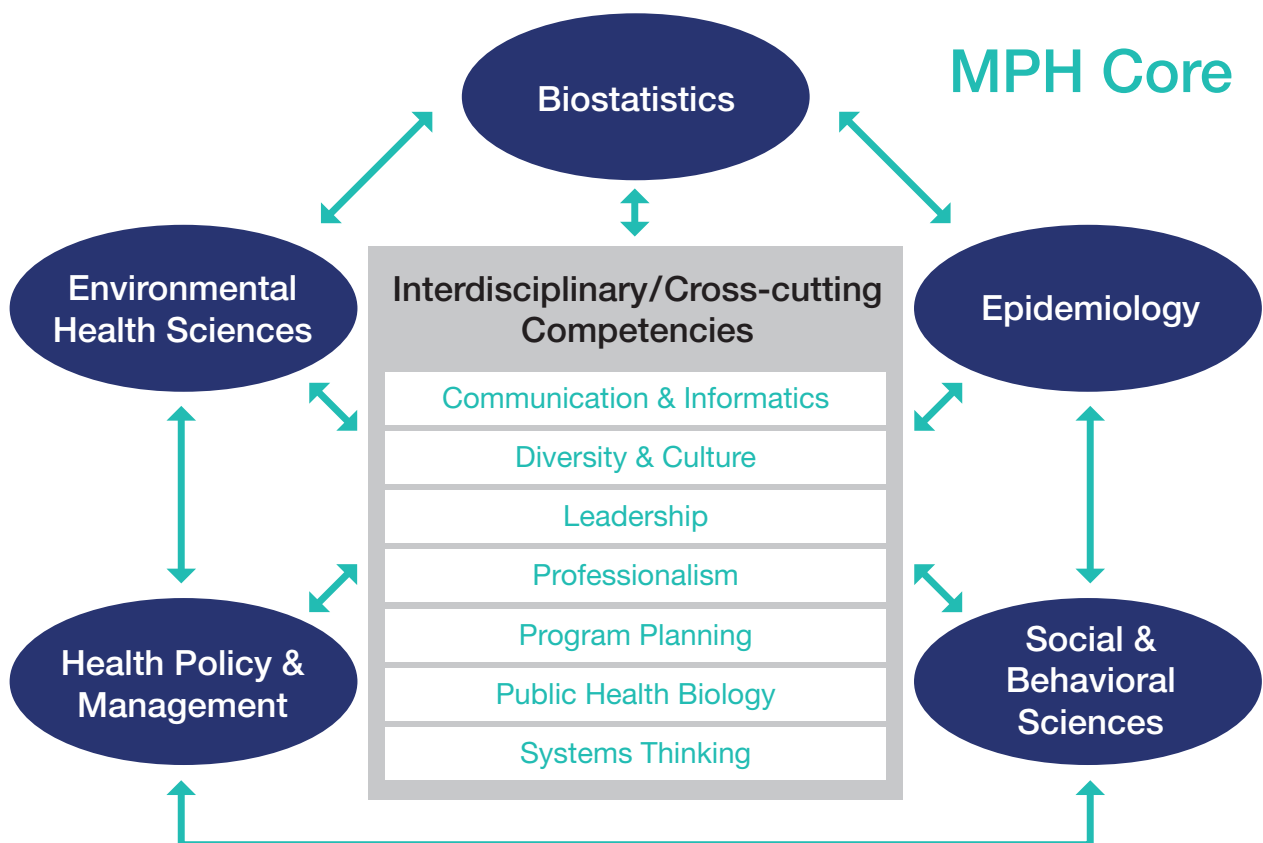 MPH Core
Biostatistics
Environmental
Health Sciences
Interdisciplinary/Cross-cutting
Competencies
Epidemiology
Communication & Informatics
Diversity & Culture
Leadership
Professionalism
Program Planning
Public Health Biology
Systems Thinking
Health Policy &
Management
Social &
Behavioral
Sciences